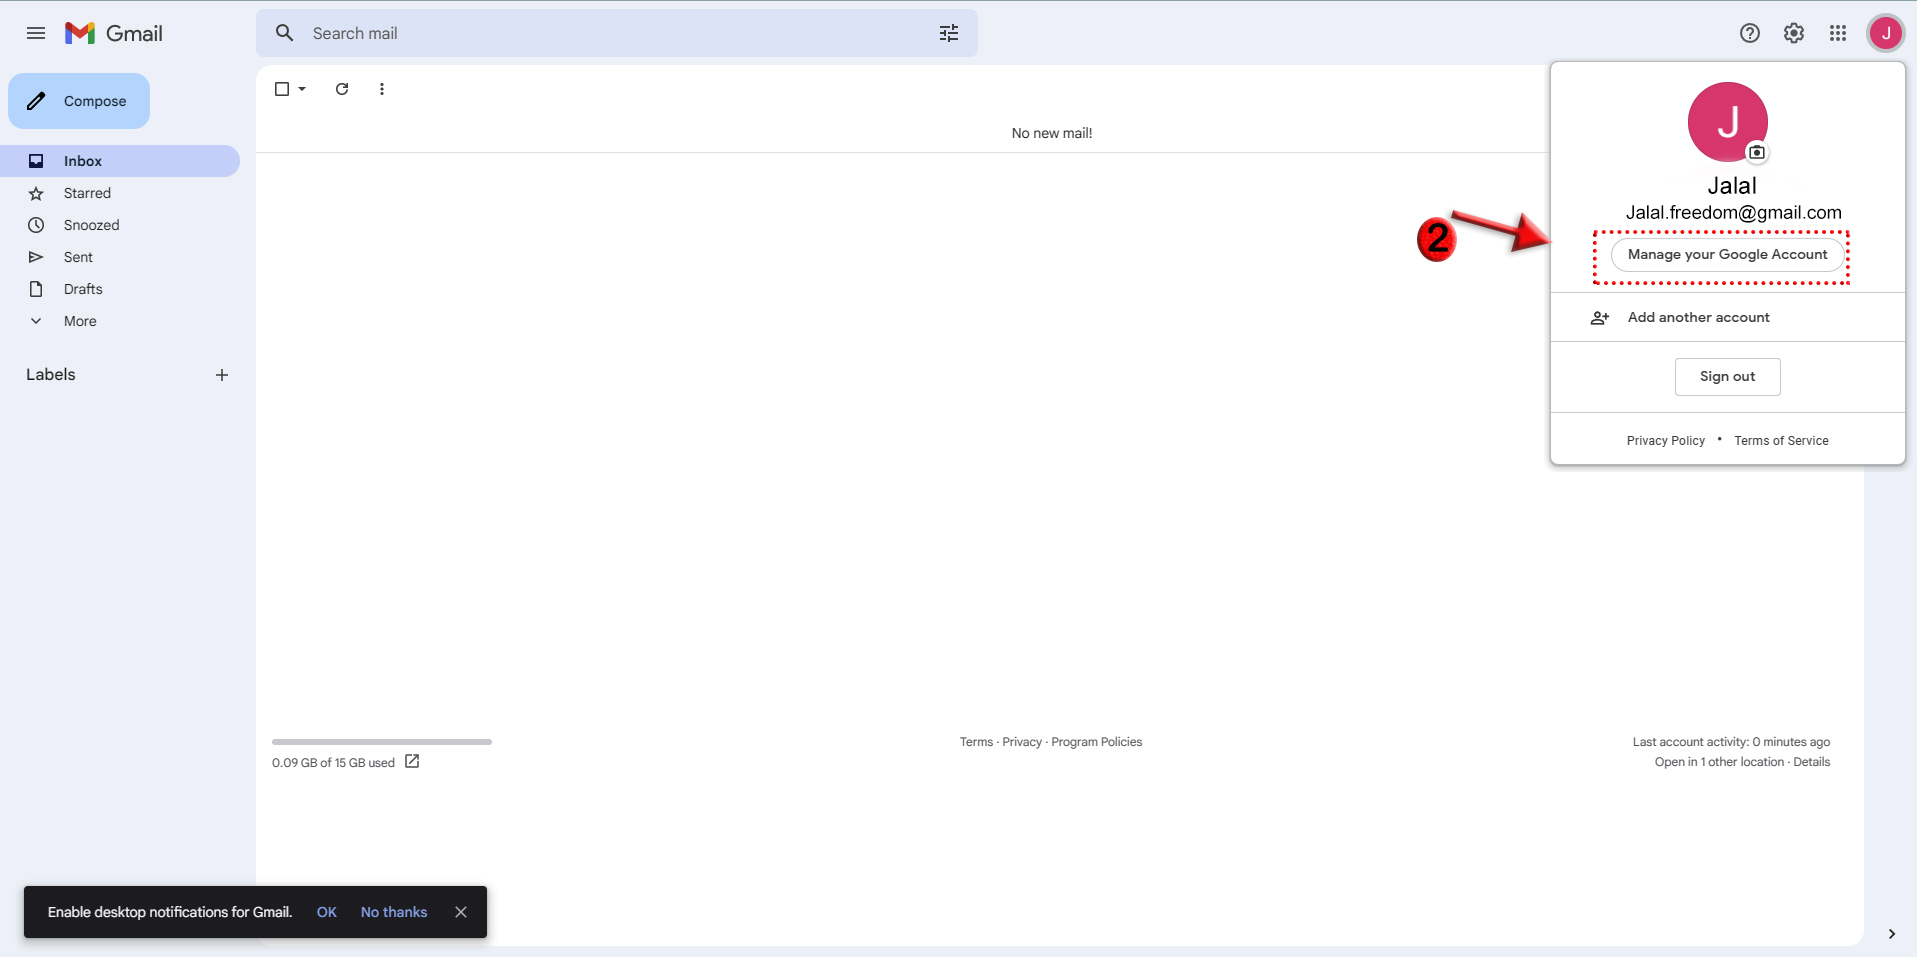 Gmail
Search mail
J
Compose
Inbox
Starred
Snoozed
Sent
Drafts
More
Labels
No new mail!
J
Jalal
Jalal.freedom@gmail.com
2
Manage your Google Account
Add another account
Sign out
Privacy Policy • Terms of Service
0.09 GB of 15 GB used
Terms · Privacy · Program Policies
Last account activity: 0 minutes ago
Open in 1 other location · Details
Enable desktop notifications for Gmail. OK No thanks